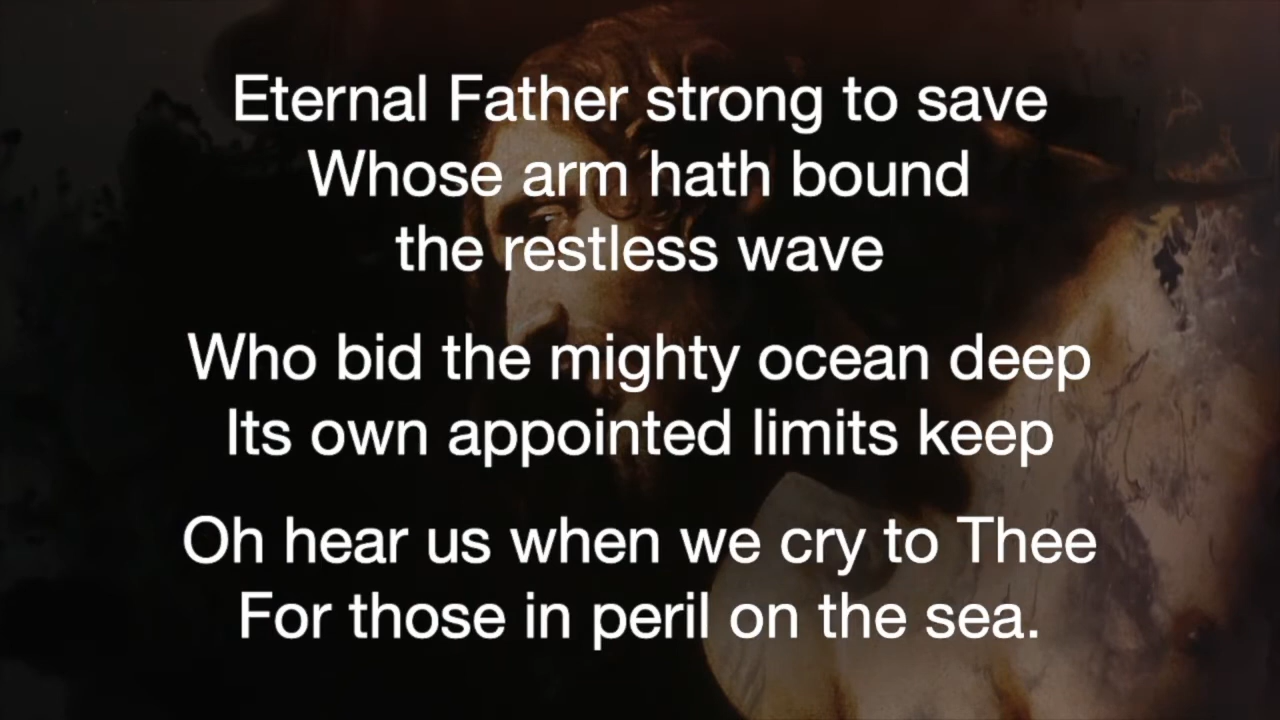 Eternal Father strong to save
Whose arm hath bound
the restless wave
Who bid the mighty ocean deep
Its own appointed limits keep
Oh hear us when we cry to Thee
For those in peril on the sea.